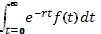 ∫_{t=0}^{∞} e^{-rt} f(t) dt